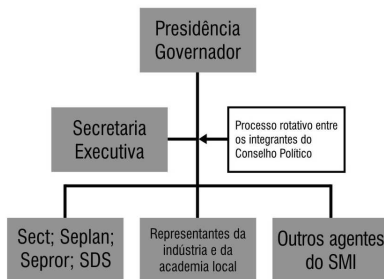 Presidência
Governador
Secretaria
Executiva
Processo rotativo entre
os integrantes do
Conselho Político
Sect; Seplan;
Sepror; SDS
Representantes da
indústria e da
academia local
Outros agentes
do SMI